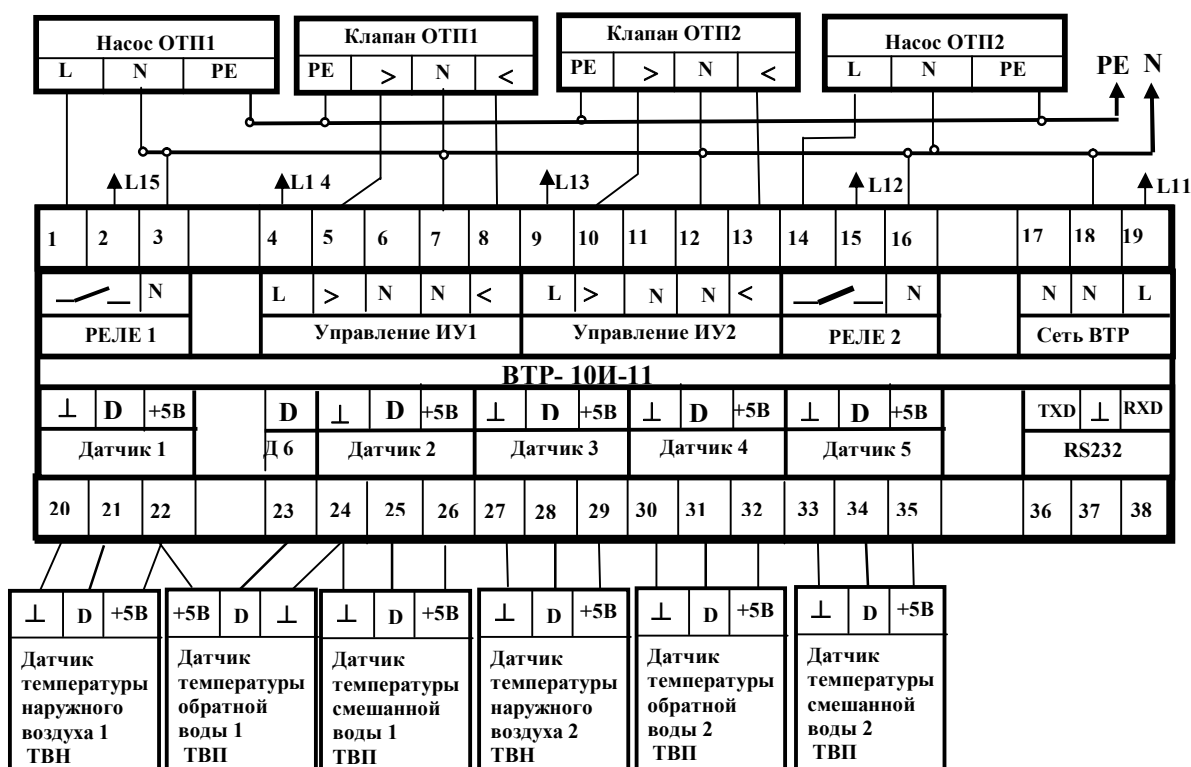 Насос ОТП1 Клапан ОТП1 Клапан ОТП2 Насос ОТП2
L N PE PE > N < PE > N < L N PE PE N
L15 L1 4 L13 L12 L11
1 2 3 4 5 6 7 8 9 10 11 12 13 14 15 16 17 18 19
N L > N N < L > N N < N N N L
РЕЛЕ 1 Управление ИУ1 Управление ИУ2 РЕЛЕ 2 Сеть ВТР
ВТР- 10И-11
⊥ D +5В D ⊥ D +5В ⊥ D +5В ⊥ D +5В ⊥ D +5В TXD ⊥ RXD
Датчик 1 Д 6 Датчик 2 Датчик 3 Датчик 4 Датчик 5 RS232
20 21 22 23 24 25 26 27 28 29 30 31 32 33 34 35 36 37 38
⊥ D +5В +5В D ⊥ ⊥ D +5В ⊥ D +5В ⊥ D +5В ⊥ D +5В
Датчик
температуры
наружного
воздуха 1
ТВН
Датчик
температуры
обратной
воды 1
ТВП
Датчик
температуры
смешанной
воды 1
ТВП
Датчик
температуры
наружного
воздуха 2
ТВН
Датчик
температуры
обратной
воды 2
ТВП
Датчик
температуры
смешанной
воды 2
ТВП